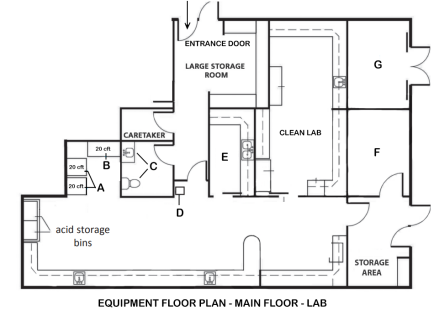 ENTRANCE DOOR
LARGE STORAGE
ROOM
G
CARETAKER
CLEAN LAB
20 cft
B
C
E
F
20 cft
20 cft
A
D
acid storage
bins
STORAGE
AREA
EQUIPMENT FLOOR PLAN - MAIN FLOOR - LAB